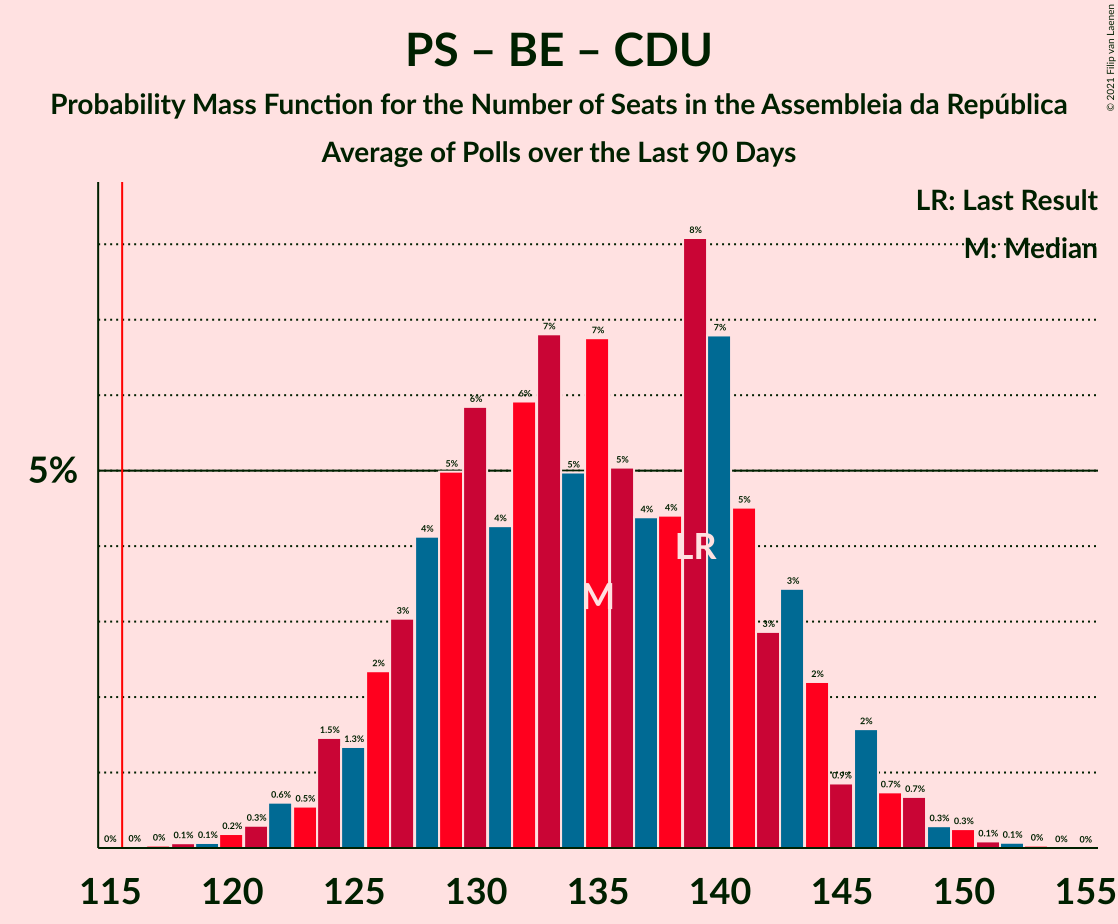 PS – BE – CDU
Probability Mass Function for the Number of Seats in the Assembleia da República
Average of Polls over the Last 90 Days
© 2021 Filip van Laenen
LR: Last Result
M: Median
5%
0% 0% 0% 0.1% 0.1% 0.2% 0.3% 0.6% 0.5% 1.5% 1.3% 2% 3% 4% 5% 6% 4% 6% 7% 5% 7% 5% 4% 4% 8% 7% 5% 3% 3% 2% 0.9% 2% 0.7% 0.7% 0.3% 0.3% 0.1% 0.1% 0% 0% 0%
LR
M
115 120 125 130 135 140 145 150 155